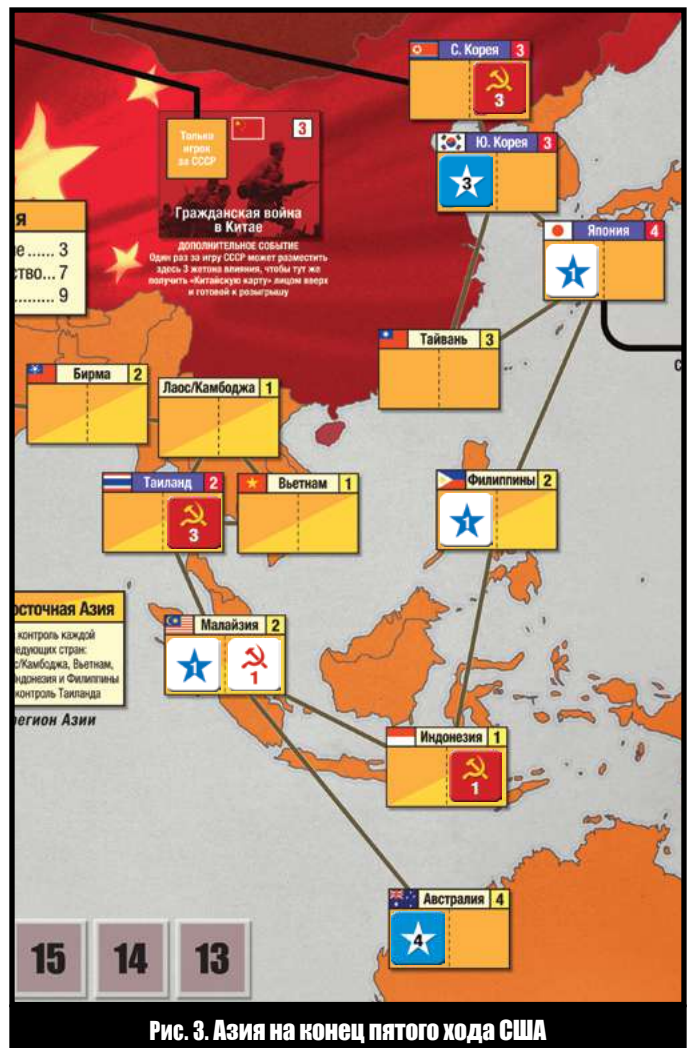 С. Корея 3
3
Только
игрок
за СССР
3
Гражданская война
в Китае
ДОПОЛНИТЕЛЬНОЕ СОБЫТИЕ
Один раз за игру СССР может разместить
здесь 3 жетона влияния, чтобы тут же
получить «Китайскую карту» лицом вверх
и готовой к розыгрышу
Ю. Корея 3
3
Япония 4
1
я
е ...... 3
ство... 7
.......... 9
Тайвань 3
С
Бирма 2
Лаос/Камбоджа 1
Таиланд 2
3
Вьетнам 1
Филиппины 2
1
осточная Азия
контроль каждой
едующих стран:
ос/Камбоджа, Вьетнам,
Индонезия и Филиппины
контроль Таиланда
регион Азии
Малайзия 2
1
1
Индонезия 1
1
Австралия 4
4
15 14 13
Рис. 3. Азия на конец пятого хода США